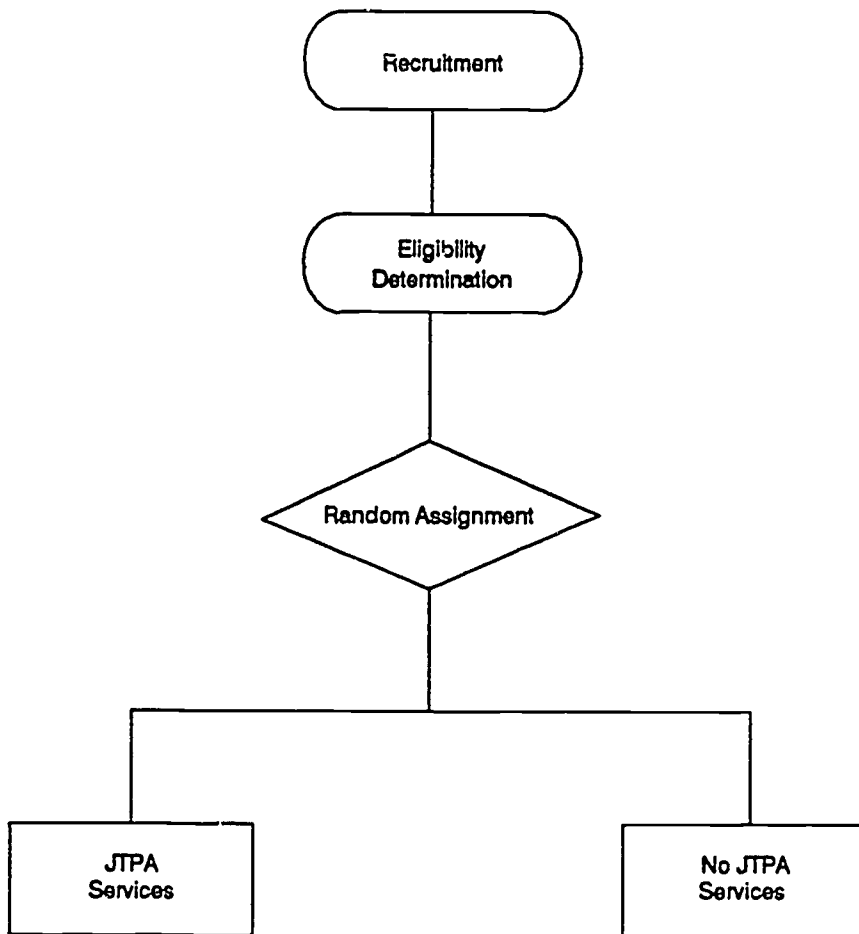 Recruitment
Eligibility
Determination
Random Assignment
JTPA
Services
No JTPA
Services